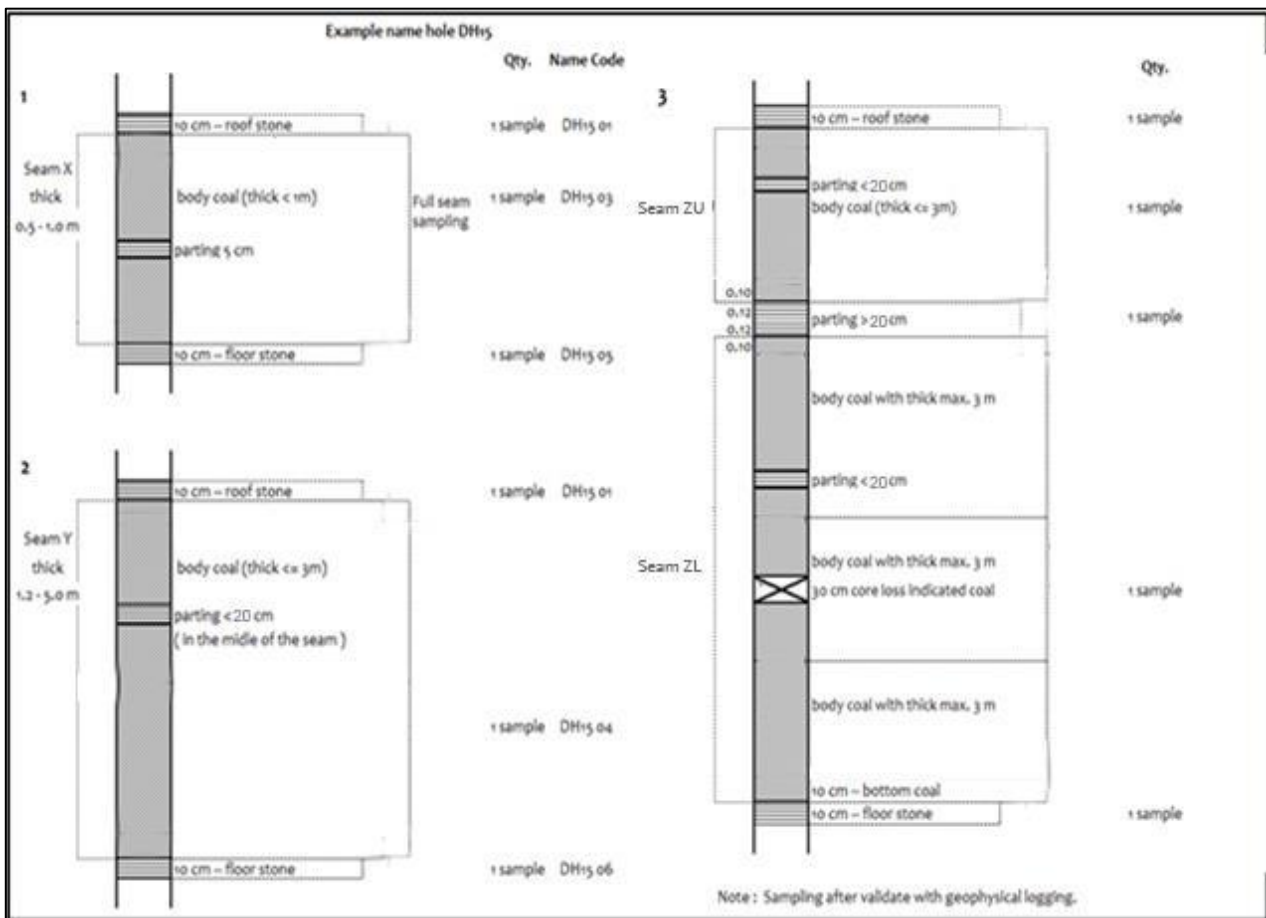 Example name hole DH15
Qty. Name Code
1
10 cm – roof stone
1 sample DH15 01
Seam X
thick
0.5 - 1.0 m
body coal (thick < 1m)
Full seam
sampling
1 sample DH15 03
parting 5 cm
10 cm – floor stone
1 sample DH15 05
2
10 cm – roof stone
1 sample DH15 01
Seam Y
thick
1.2 - 5.0 m
body coal (thick <= 3m)
parting <20 cm
( in the midle of the seam )
1 sample DH15 04
10 cm – floor stone
1 sample DH15 06
Qty.
3
10 cm – roof stone
1 sample
Seam ZU
parting <20cm
body coal (thick <= 3m)
1 sample
0.10
0.12
0.12
0.10
parting >20cm
1 sample
body coal with thick max. 3 m
parting <20cm
Seam ZL
body coal with thick max. 3 m
30 cm core loss indicated coal
1 sample
body coal with thick max. 3 m
10 cm – bottom coal
10 cm – floor stone
1 sample
Note : Sampling after validate with geophysical logging.